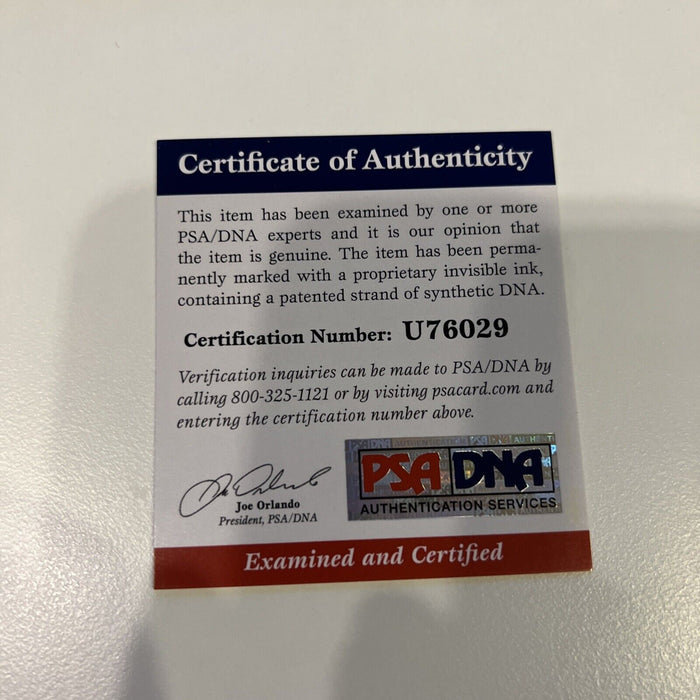 Certificate of Authenticity
This item has been examined by one or more
PSA/DNA experts and it is our opinion that
the item is genuine. The item has been perma-
nently marked with a proprietary invisible ink,
containing a patented strand of synthetic DNA.
Certification Number: U76029
Verification inquiries can be made to PSA/DNA by
calling 800-325-1121 or by visiting psacard.com and
entering the certification number above.
Joe Orlando
President, PSA/DNA
PSA DNA
AUTHENTICATION SERVICES
Examined and Certified